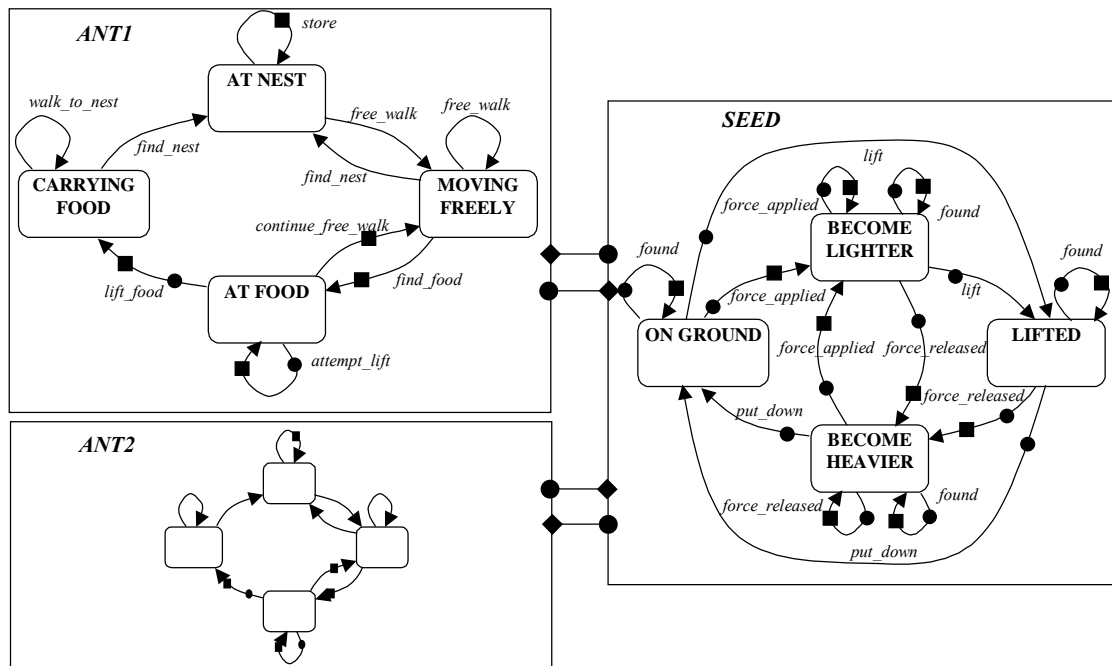 ANT1
store
AT NEST
walk_to_nest
free_walk
free_walk
find_nest
find_nest
CARRYING
FOOD
MOVING
FREELY
continue_free_walk
lift_food
AT FOOD
find_food
attempt_lift
ANT2
SEED
lift
force_applied
found
BECOME
LIGHTER
found
found
force_applied
lift
ON GROUND
force_applied
force_released
LIFTED
put_down
force_released
BECOME
HEAVIER
force_released
found
put_down